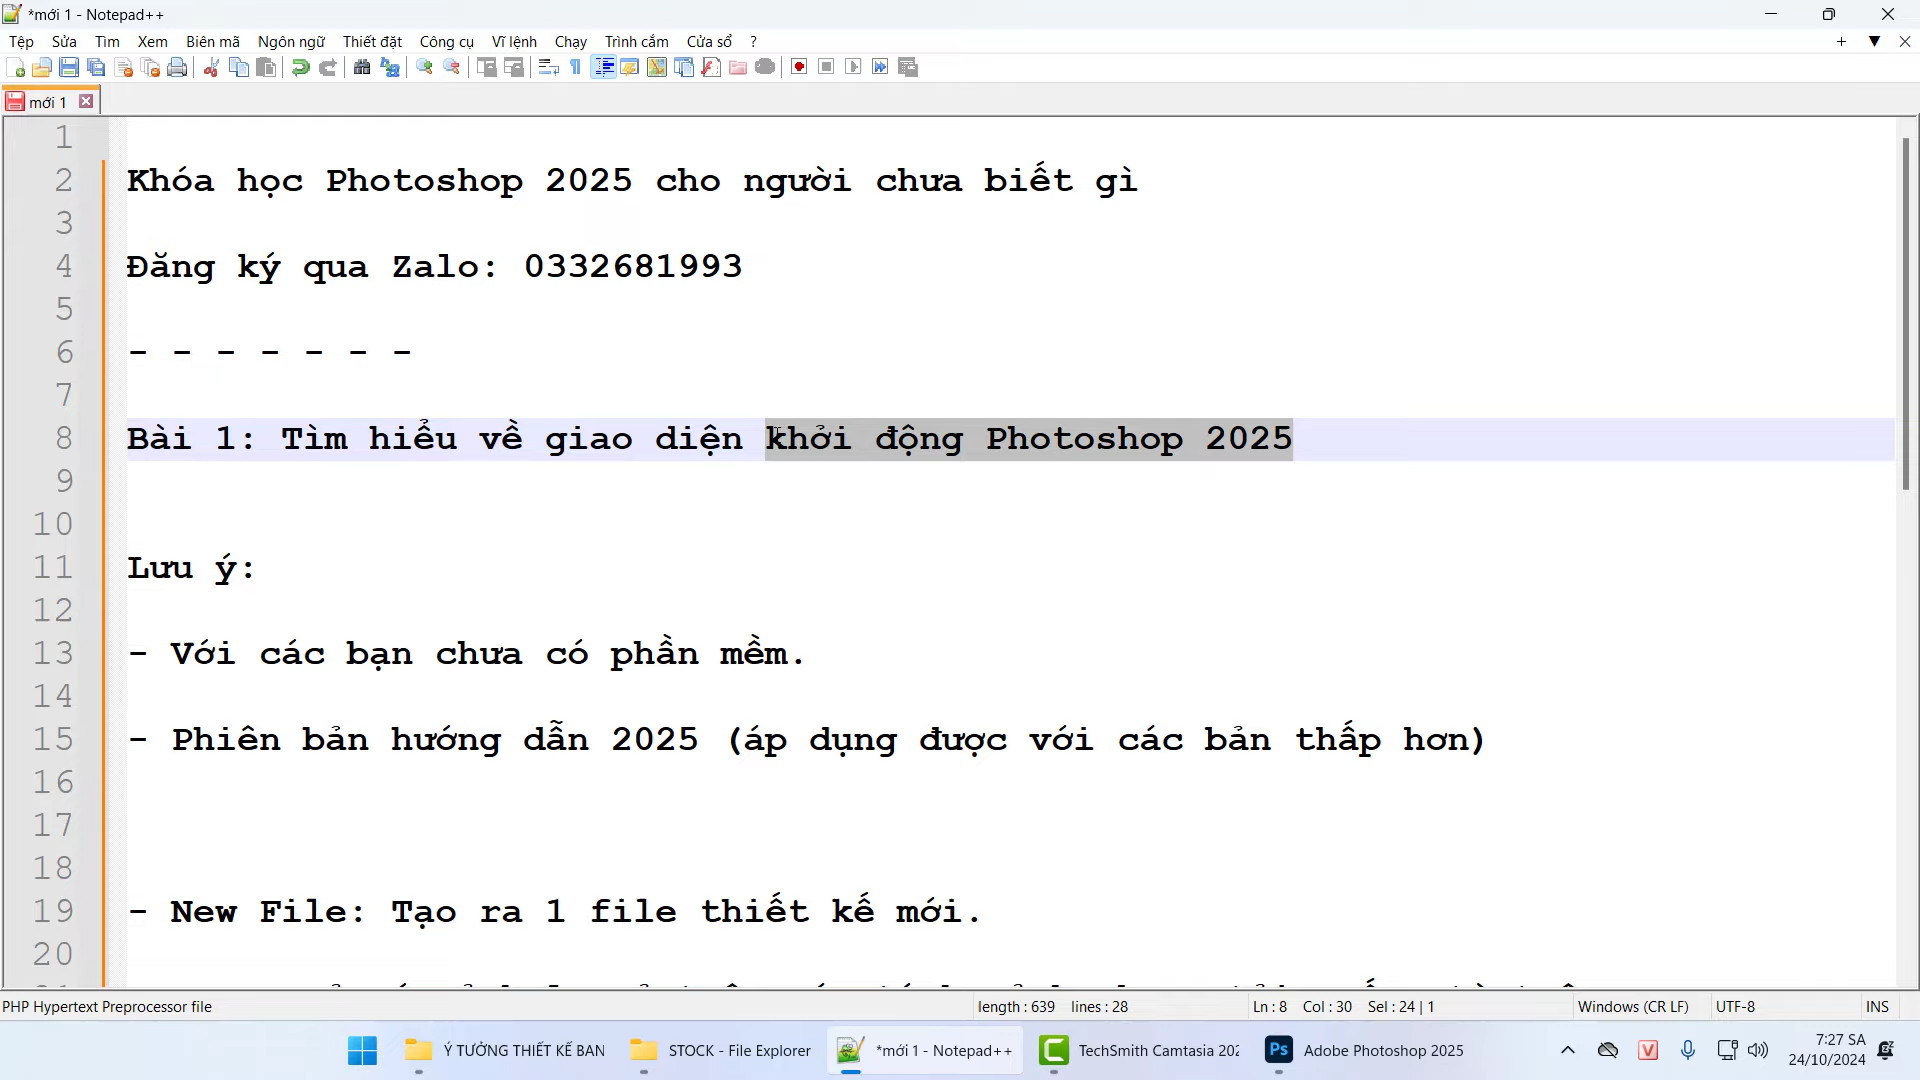 *mới 1 - Notepad++
Tệp Sửa Tìm Xem Biên mã Ngôn ngữ Thiết đặt Công cụ Vĩ lệnh Chạy Trình cắm Cửa sổ ?
mới 1
1
2 Khóa học Photoshop 2025 cho người chưa biết gì
3
4 Đăng ký qua Zalo: 0332681993
5
6 - - - - - - -
7
8 Bài 1: Tìm hiểu về giao diện khởi động Photoshop 2025
9
10
11 Lưu ý:
12
13 - Với các bạn chưa có phần mềm.
14
15 - Phiên bản hướng dẫn 2025 (áp dụng được với các bản thấp hơn)
16
17
18
19 - New File: Tạo ra 1 file thiết kế mới.
20
PHP Hypertext Preprocessor file length : 639 lines : 28 Ln : 8 Col : 30 Sel : 24 | 1 Windows (CR LF) UTF-8 INS
Ý TƯỞNG THIẾT KẾ BAN STOCK - File Explorer *mới 1 - Notepad++ TechSmith Camtasia 202 Adobe Photoshop 2025 7:27 SA
24/10/2024